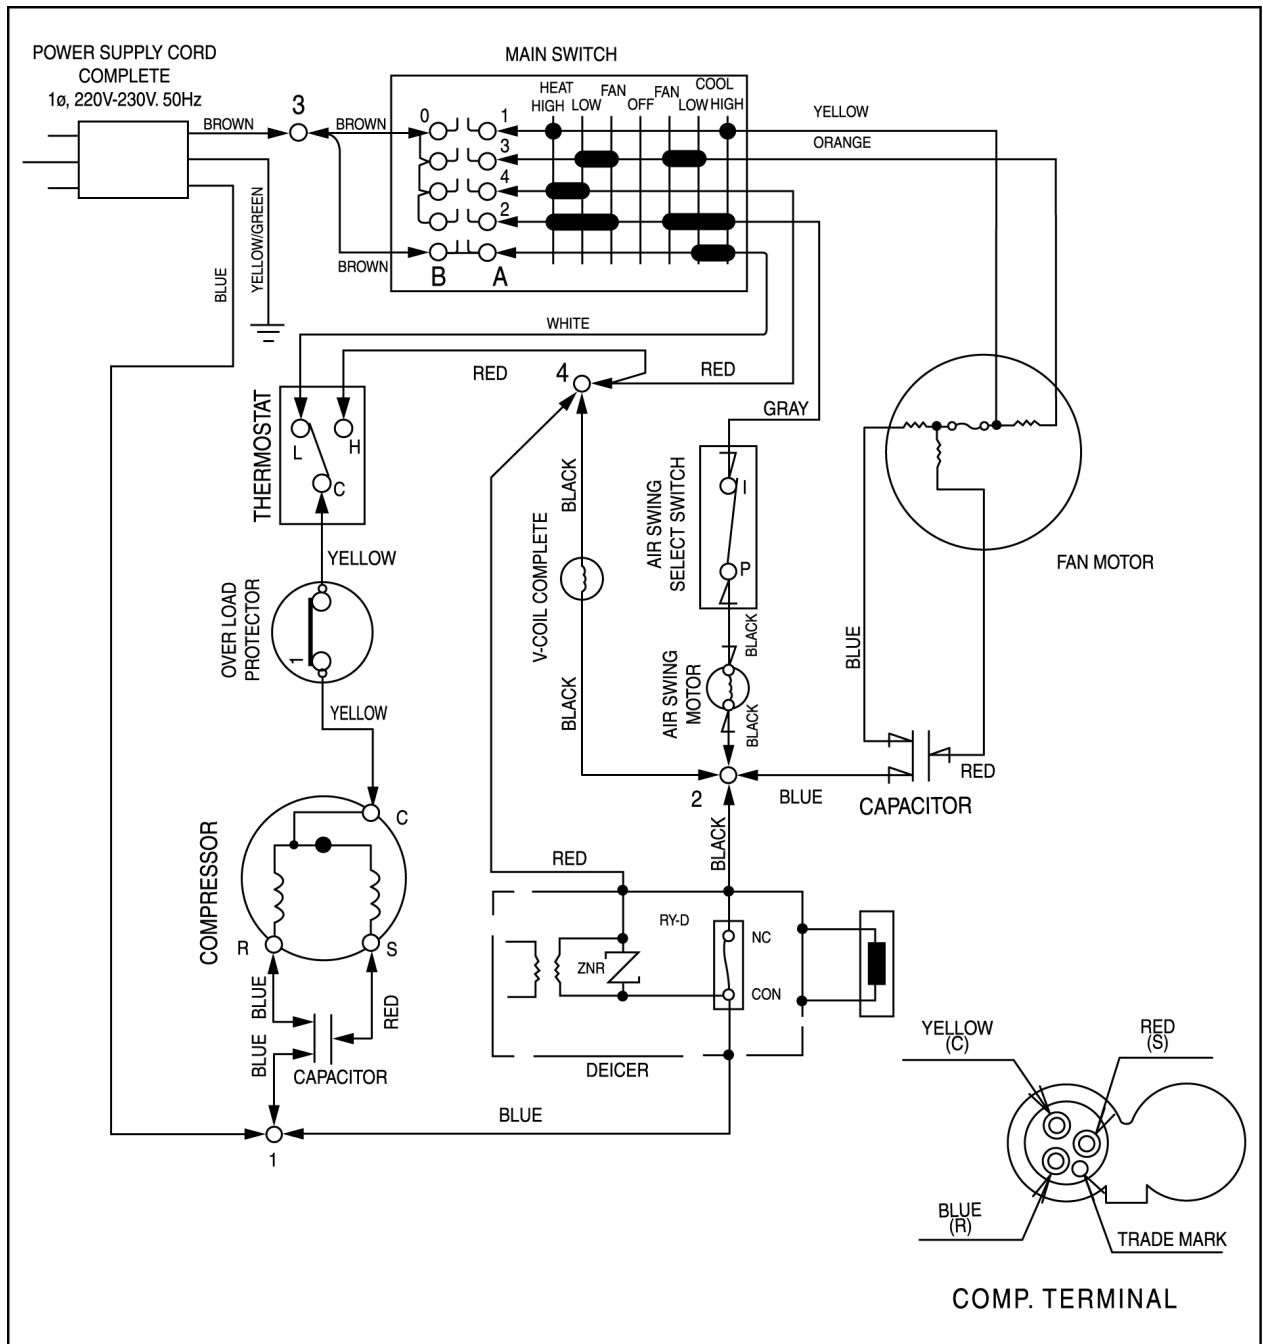 POWER SUPPLY CORD
COMPLETE
1ø, 220V-230V. 50Hz
MAIN SWITCH
HEAT
HIGH
LOW
FAN
OFF
FAN
LOW
COOL
HIGH
3
BROWN
BROWN
0
1
3
4
2
BROWN
B
A
YELLOW
ORANGE
BLUE
YELLOW/GREEN
WHITE
RED
4
RED
GRAY
THERMOSTAT
L
H
C
YELLOW
OVER LOAD
PROTECTOR
1
YELLOW
BLACK
V-COIL COMPLETE
BLACK
AIR SWING
SELECT SWITCH
I
P
BLACK
AIR SWING
MOTOR
BLACK
FAN MOTOR
BLUE
RED
CAPACITOR
2
BLUE
BLACK
COMPRESSOR
C
R
S
BLUE
BLUE
RED
CAPACITOR
RED
RY-D
NC
ZNR
CON
DEICER
BLUE
1
YELLOW
(C)
RED
(S)
BLUE
(R)
TRADE MARK
COMP. TERMINAL